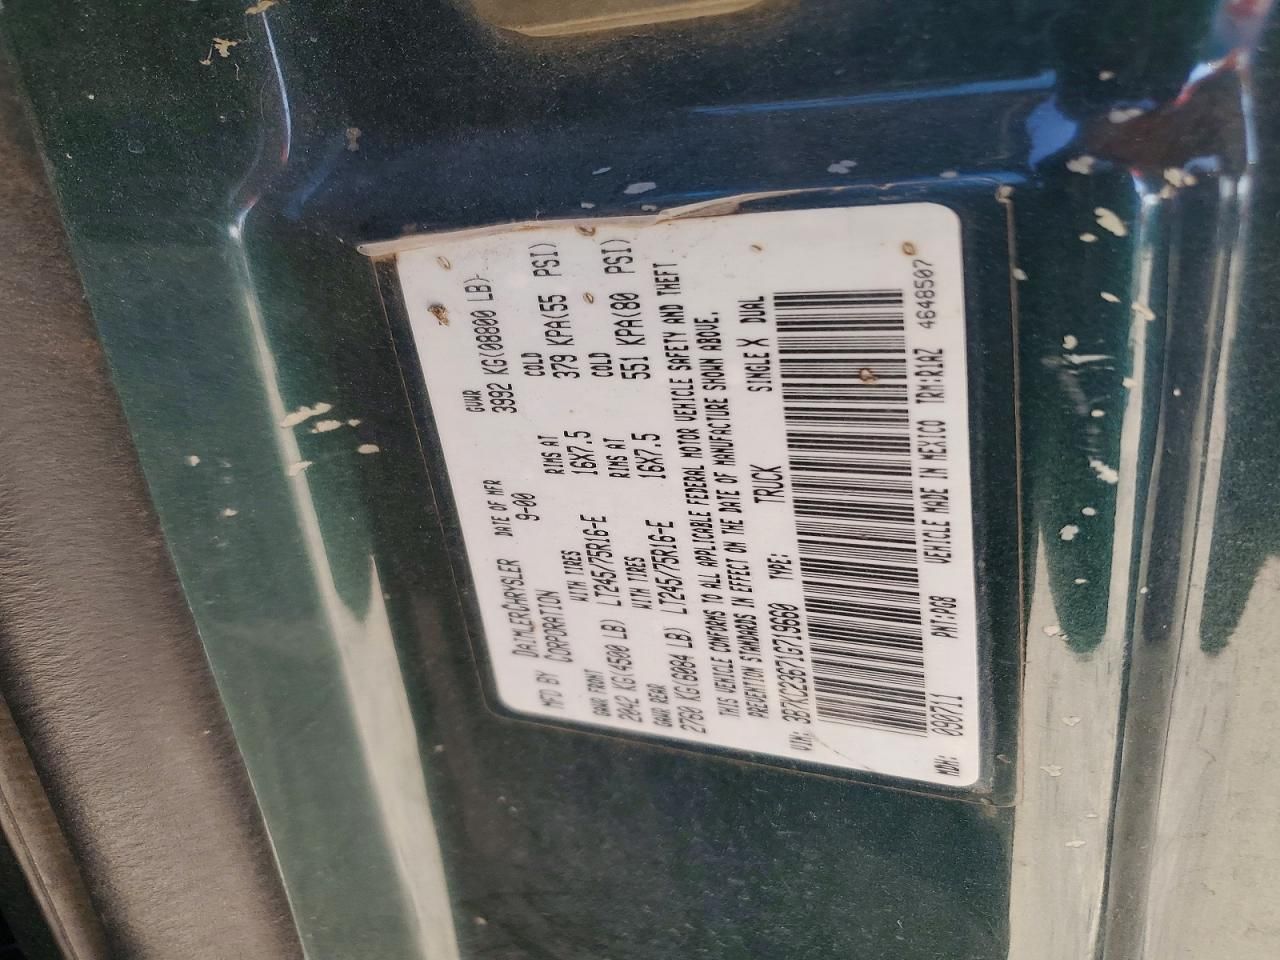 MFD BY DAIMLERCHRYSLER CORPORATION DATE OF MFR 9-00 GVWR 3992 KG(08800 LB)
GAWR FRONT WITH TIRES RIMS AT COLD
2042 KG(4500 LB) LT245/75R16-E 16X7.5 379 KPA(55 PSI)
GAWR REAR WITH TIRES RIMS AT COLD
2760 KG(6084 LB) LT245/75R16-E 16X7.5 551 KPA(80 PSI)
THIS VEHICLE CONFORMS TO ALL APPLICABLE FEDERAL MOTOR VEHICLE SAFETY AND THEFT
PREVENTION STANDARDS IN EFFECT ON THE DATE OF MANUFACTURE SHOWN ABOVE.
VIN: 3B7KC23671G719660 TYPE: TRUCK SINGLE X DUAL
MDH: 090711 PNT:PGB VEHICLE MADE IN MEXICO TRM:R1AZ 4648507